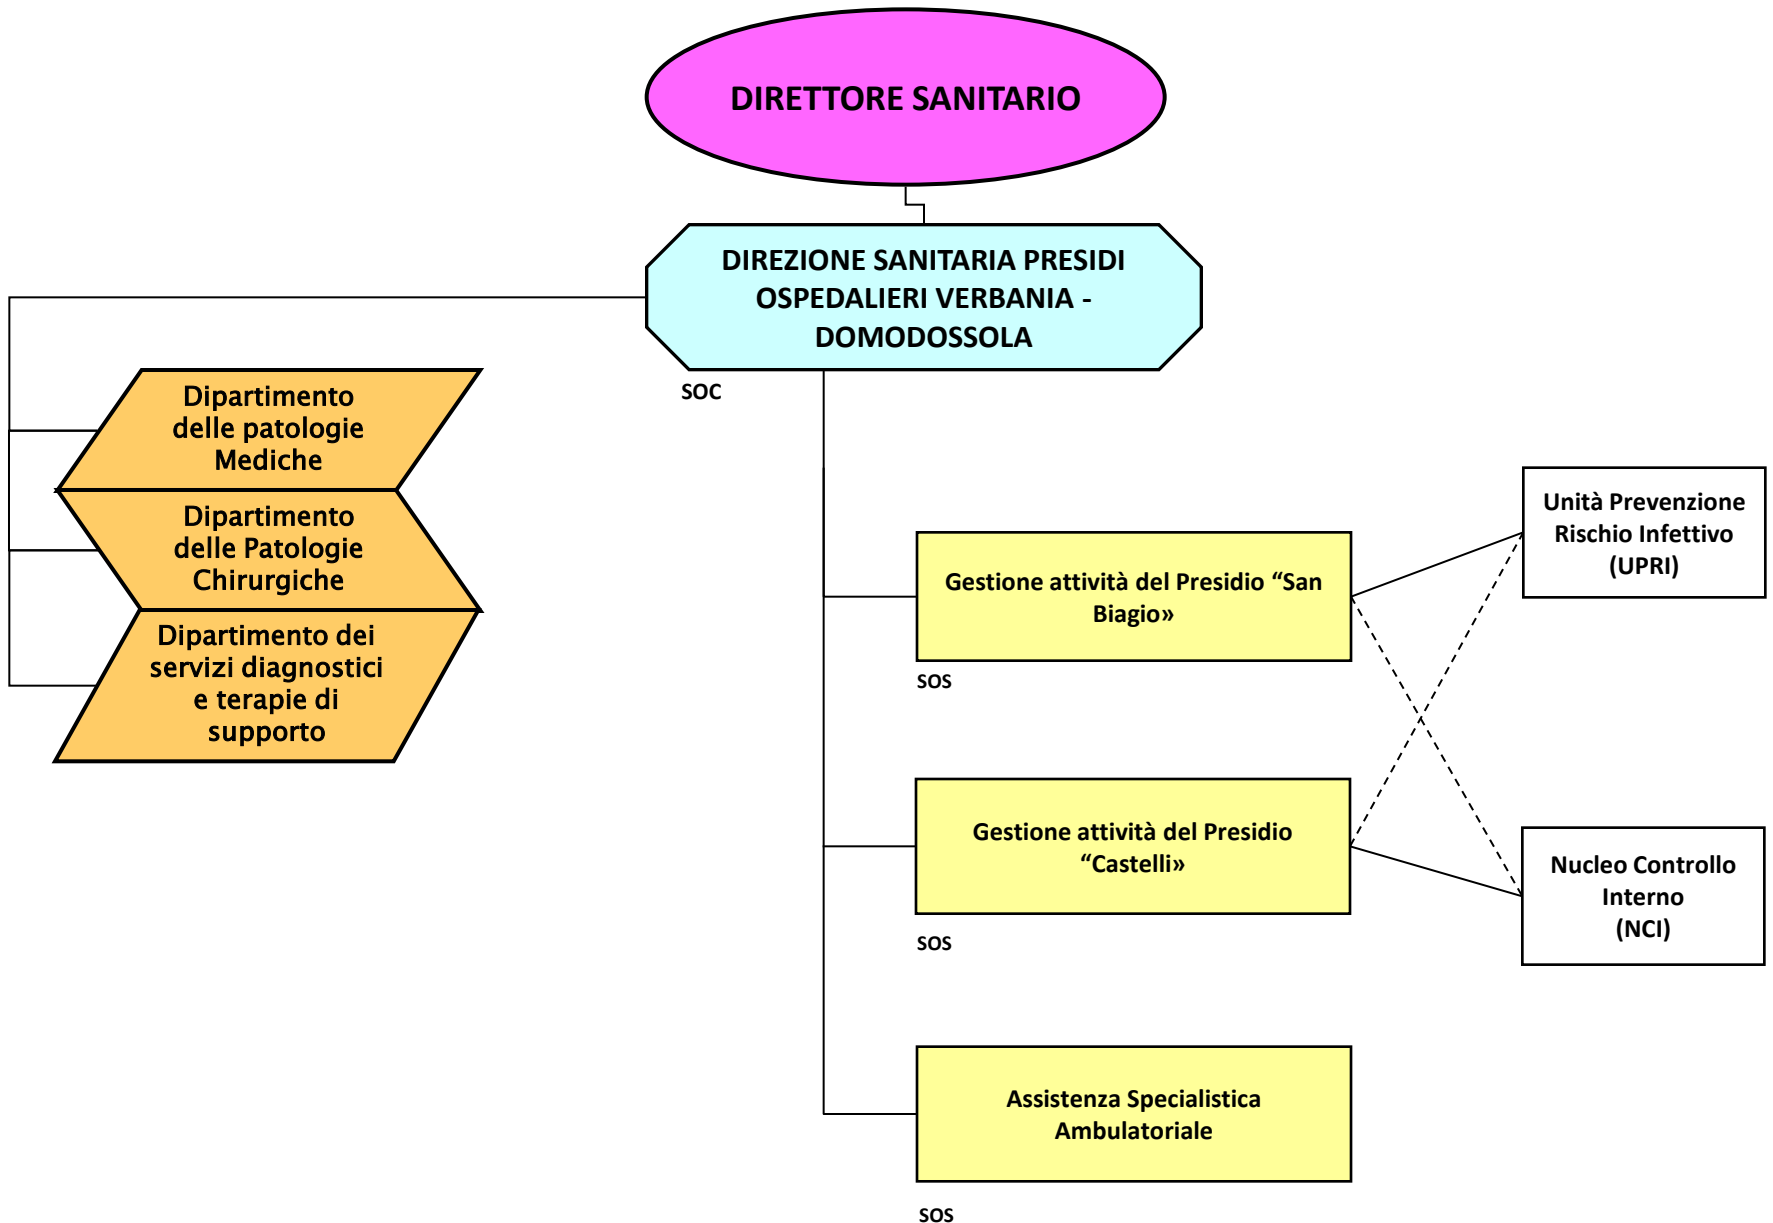 DIRETTORE SANITARIO
DIREZIONE SANITARIA PRESIDI
OSPEDALIERI VERBANIA -
DOMODOSSOLA
SOC
Dipartimento
delle patologie
Mediche
Dipartimento
delle Patologie
Chirurgiche
Dipartimento dei
servizi diagnostici
e terapie di
supporto
Gestione attività del Presidio “San
Biagio»
SOS
Gestione attività del Presidio
“Castelli»
SOS
Assistenza Specialistica
Ambulatoriale
SOS
Unità Prevenzione
Rischio Infettivo
(UPRI)
Nucleo Controllo
Interno
(NCI)